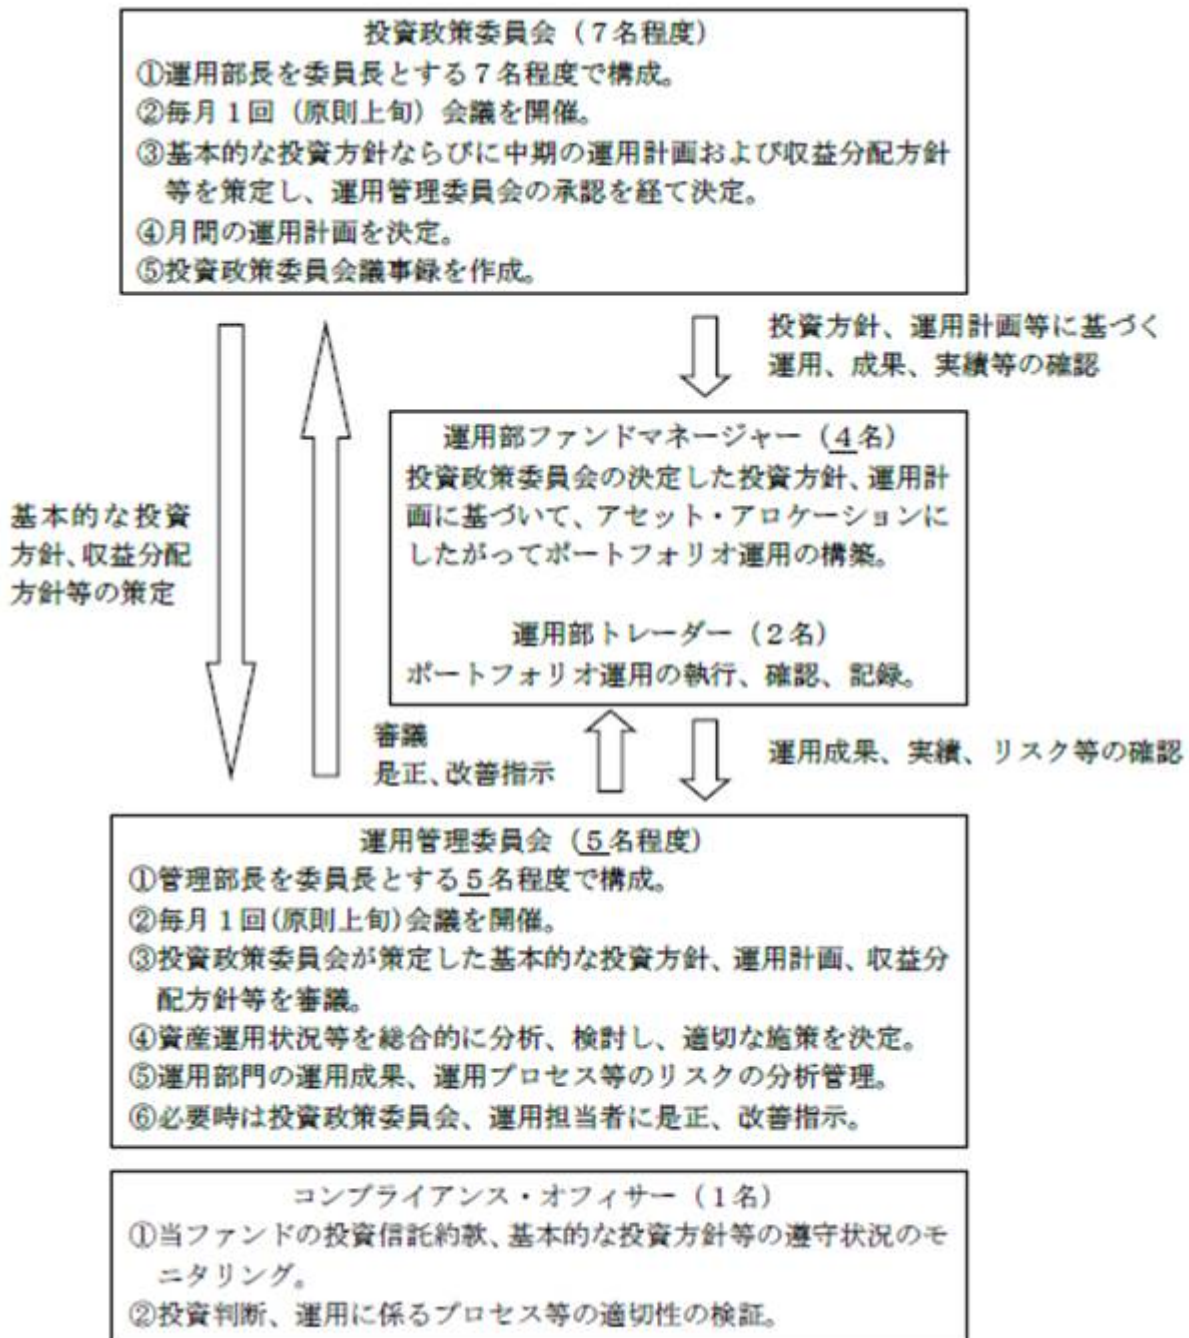 投資政策委員会（７名程度）
①運用部長を委員長とする７名程度で構成。
②毎月１回（原則上旬）会議を開催。
③基本的な投資方針ならびに中期の運用計画および収益分配方針
等を策定し、運用管理委員会の承認を経て決定。
④月間の運用計画を決定。
⑤投資政策委員会議事録を作成。
投資方針、運用計画等に基づく
運用、成果、実績等の確認
運用部ファンドマネージャー（４名）
投資政策委員会の決定した投資方針、運用計
画に基づいて、アセット・アロケーションに
したがってポートフォリオ運用の構築。
運用部トレーダー（２名）
ポートフォリオ運用の執行、確認、記録。
基本的な投資
方針、収益分配
方針等の策定
審議
是正、改善指示
運用成果、実績、リスク等の確認
運用管理委員会（５名程度）
①管理部長を委員長とする５名程度で構成。
②毎月１回(原則上旬)会議を開催。
③投資政策委員会が策定した基本的な投資方針、運用計画、収益分
配方針等を審議。
④資産運用状況等を総合的に分析、検討し、適切な施策を決定。
⑤運用部門の運用成果、運用プロセス等のリスクの分析管理。
⑥必要時は投資政策委員会、運用担当者に是正、改善指示。
コンプライアンス・オフィサー（１名）
①当ファンドの投資信託約款、基本的な投資方針等の遵守状況のモ
ニタリング。
②投資判断、運用に係るプロセス等の適切性の検証。